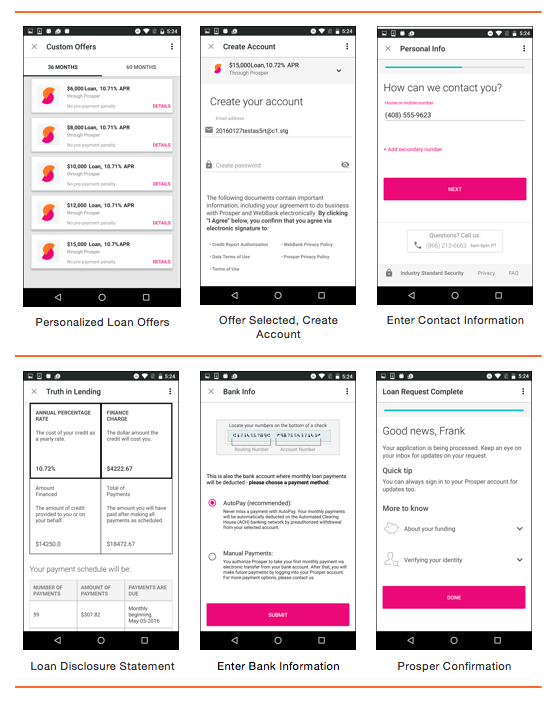 5:24
Custom Offers
36 MONTHS
60 MONTHS
$6,000 Loan, 10.71% APR
through Prosper
No pre-payment penalty
DETAILS
$8,000 Loan, 10.71% APR
through Prosper
No pre-payment penalty
DETAILS
$10,000 Loan, 10.71% APR
through Prosper
No pre-payment penalty
DETAILS
$12,000 Loan, 10.71% APR
through Prosper
No pre-payment penalty
DETAILS
$15,000 Loan, 10.7% APR
through Prosper
No pre-payment penalty
DETAILS
Personalized Loan Offers
5:24
Create Account
$15,000Loan, 10.72% APR
Through Prosper
Create your account
Email address
20160127testas5rt@c1.stg
Create password
The following documents contain important
information, including your agreement to do business
with Prosper and WebBank electronically. By clicking
"I Agree" below, you confirm that you agree via
electronic signature to:
• Credit Report Authorization
• WebBank Privacy Policy
• Data Terms of Use
• Prosper Privacy Policy
• Terms of Use
Offer Selected, Create
Account
5:24
Personal Info
How can we contact you?
Home or mobile number
(408) 555-9623
+ Add secondary number
NEXT
Questions? Call us:
(866) 213-6663 6am-6pm PT
Industry Standard Security
Privacy
FAQ
Enter Contact Information
5:24
Truth in Lending
ANNUAL PERCENTAGE
RATE
The cost of your credit as
a yearly rate.
10.72%
FINANCE
CHARGE
The dollar amount the
credit will cost you.
$4222.67
Amount
Financed
The amount of credit
provided to you or on
your behalf.
$14250.0
Total of
Payments
The amount you will have
paid after making all
payments as scheduled.
$18472.67
Your payment schedule will be:
NUMBER OF
PAYMENTS
AMOUNT OF
PAYMENTS
PAYMENTS ARE
DUE
59
$307.82
Monthly
beginning
May-05-2016
Loan Disclosure Statement
5:24
Bank Info
Locate your numbers on the bottom of a check
Routing Number
Account Number
This is also the bank account where monthly loan payments
will be deducted - please choose a payment method:
AutoPay (recommended):
Never miss a payment with AutoPay. Your monthly payments
will be automatically deducted on the Automated Clearing
House (ACH) banking network by preauthorized withdrawal
from your selected account.
Manual Payments:
You authorize Prosper to take your first monthly payment via
electronic transfer from your bank account. After that, you will
make future payments by logging into your Prosper account.
For more payment options, please contact us.
SUBMIT
Enter Bank Information
5:24
Loan Request Complete
Good news, Frank
Your application is being processed. Keep an eye on
your inbox for updates on your request.
Quick tip
You can always sign in to your Prosper account for
updates too.
More to know
About your funding
Verifying your identity
DONE
Prosper Confirmation